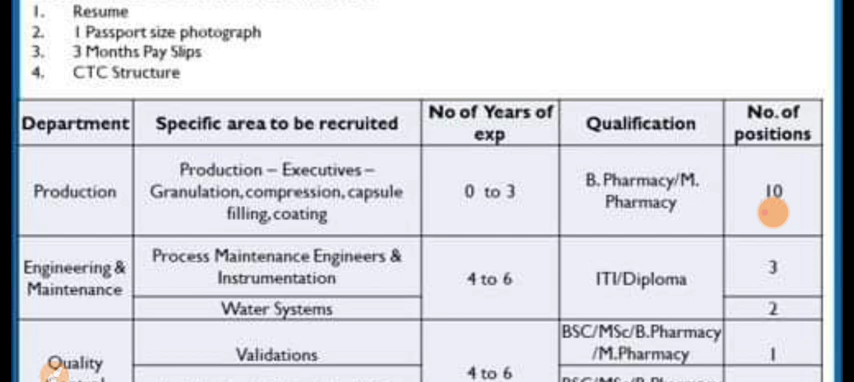 1. Resume
2. 1 Passport size photograph
3. 3 Months Pay Slips
4. CTC Structure
Department Specific area to be recruited No of Years of exp Qualification No. of positions
Production
Production – Executives –
Granulation, compression, capsule
filling, coating
0 to 3
B. Pharmacy/M.
Pharmacy
10
Engineering &
Maintenance
Process Maintenance Engineers &
Instrumentation
4 to 6
ITI/Diploma
3
Water Systems
2
Quality
Validations
4 to 6
BSC/MSc/B.Pharmacy
/M.Pharmacy
1